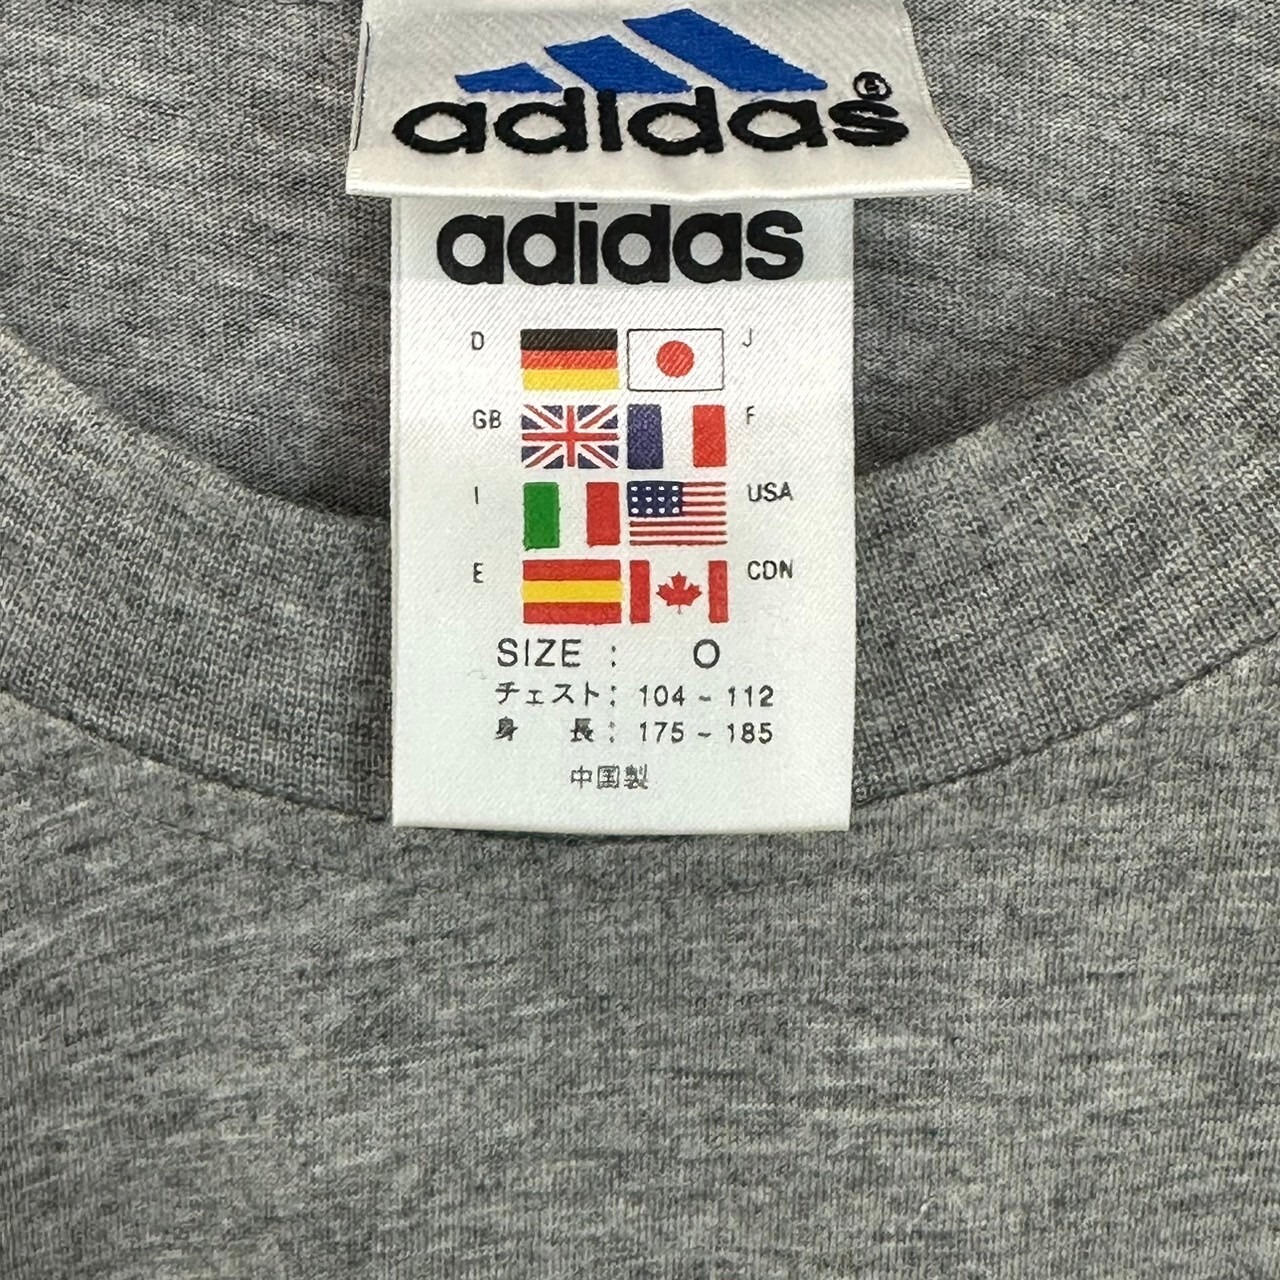 adidas®
adidas
D J
GB F
I USA
E CDN
SIZE : O
チェスト: 104 - 112
身 長: 175 - 185
中国製